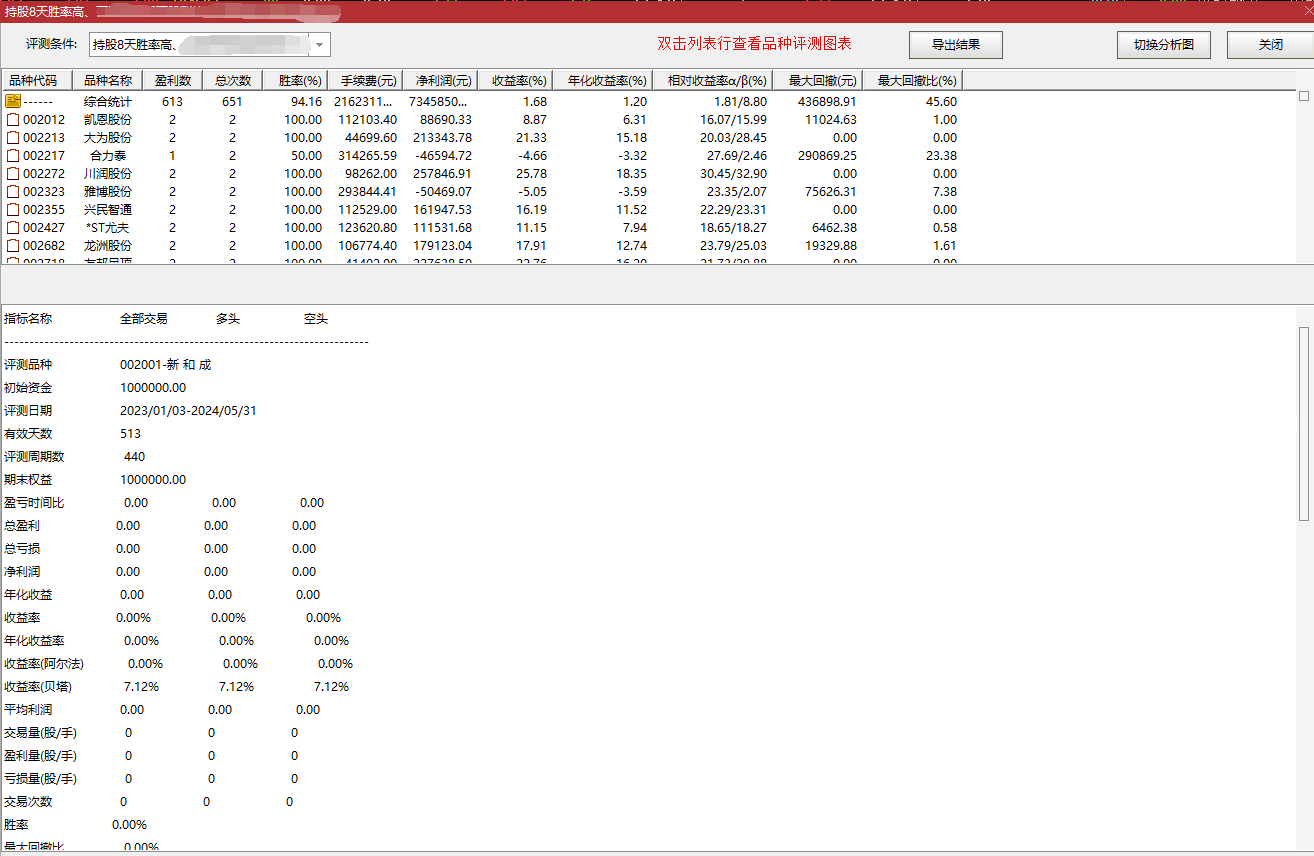 持股8天胜率高、
评测条件: 持股8天胜率高、 双击列表行查看品种评测图表 导出结果 切换分析图 关闭
品种代码 品种名称 盈利数 总次数 胜率(%) 手续费(元) 净利润(元) 收益率(%) 年化收益率(%) 相对收益率α/β(%) 最大回撤(元) 最大回撤比(%)
------ 综合统计 613 651 94.16 2162311... 7345850... 1.68 1.20 1.81/8.80 436898.91 45.60
002012 凯恩股份 2 2 100.00 112103.40 88690.33 8.87 6.31 16.07/15.99 11024.63 1.00
002213 大为股份 2 2 100.00 44699.60 213343.78 21.33 15.18 20.03/28.45 0.00 0.00
002217 合力泰 1 2 50.00 314265.59 -46594.72 -4.66 -3.32 27.69/2.46 290869.25 23.38
002272 川润股份 2 2 100.00 98262.00 257846.91 25.78 18.35 30.45/32.90 0.00 0.00
002323 雅博股份 2 2 100.00 293844.41 -50469.07 -5.05 -3.59 23.35/2.07 75626.31 7.38
002355 兴民智通 2 2 100.00 112529.00 161947.53 16.19 11.52 22.29/23.31 0.00 0.00
002427 *ST尤夫 2 2 100.00 123620.80 111531.68 11.15 7.94 18.65/18.27 6462.38 0.58
002682 龙洲股份 2 2 100.00 106774.40 179123.04 17.91 12.74 23.79/25.03 19329.88 1.61
指标名称 全部交易 多头 空头
-------------------------------------------------------------------------
评测品种 002001-新 和 成
初始资金 1000000.00
评测日期 2023/01/03-2024/05/31
有效天数 513
评测周期数 440
期末权益 1000000.00
盈亏时间比 0.00 0.00 0.00
总盈利 0.00 0.00 0.00
总亏损 0.00 0.00 0.00
净利润 0.00 0.00 0.00
年化收益 0.00 0.00 0.00
收益率 0.00% 0.00% 0.00%
年化收益率 0.00% 0.00% 0.00%
收益率(阿尔法) 0.00% 0.00% 0.00%
收益率(贝塔) 7.12% 7.12% 7.12%
平均利润 0.00 0.00 0.00
交易量(股/手) 0 0 0
盈利量(股/手) 0 0 0
亏损量(股/手) 0 0 0
交易次数 0 0 0
胜率 0.00%
最大回撤比 0.00%